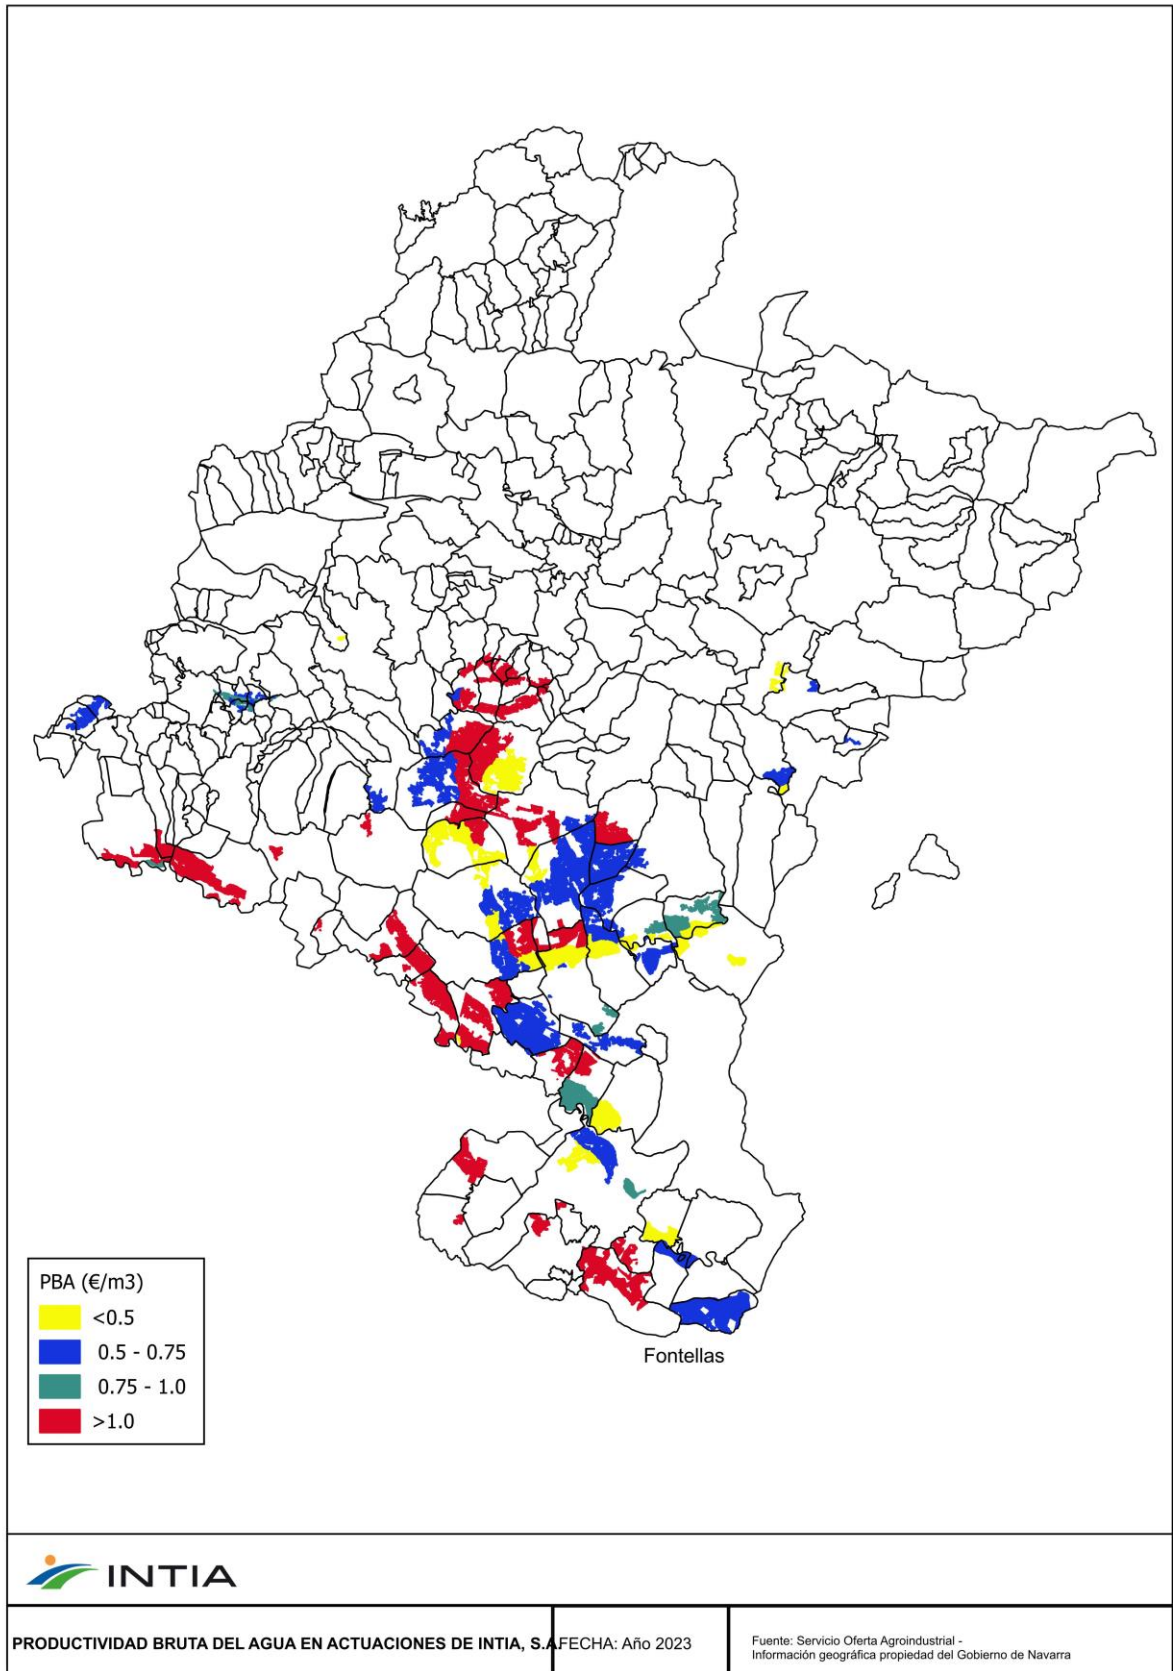 Fontellas
PBA (€/m3)
<0.5
0.5 - 0.75
0.75 - 1.0
>1.0
INTIA
PRODUCTIVIDAD BRUTA DEL AGUA EN ACTUACIONES DE INTIA, S.A.
FECHA: Año 2023
Fuente: Servicio Oferta Agroindustrial -
Información geográfica propiedad del Gobierno de Navarra